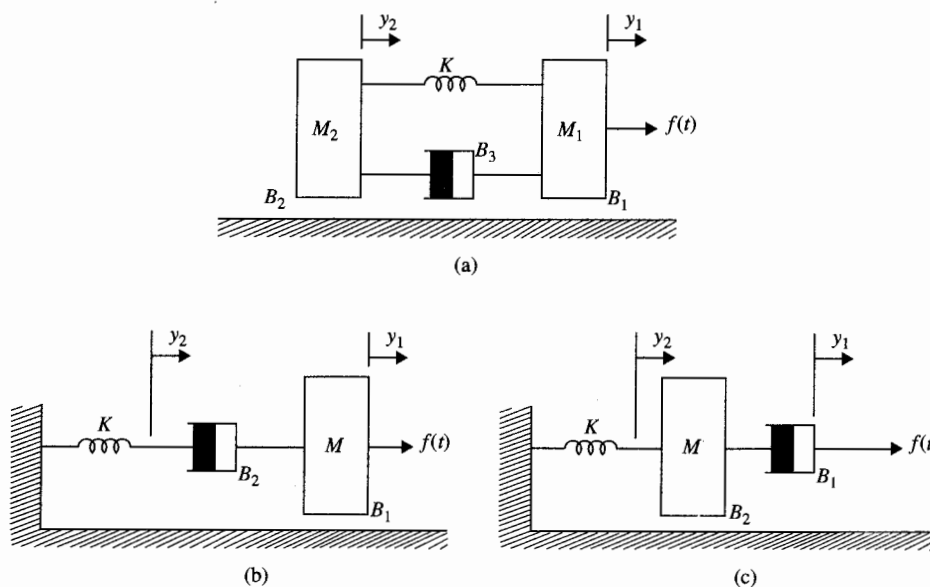 y₂ y₁
K
M₂ M₁ f(t)
B₃
B₂ B₁
(a)
y₂ y₁
K M f(t)
B₂
B₁
(b)
y₂ y₁
K M f(t
B₁
B₂
(c)